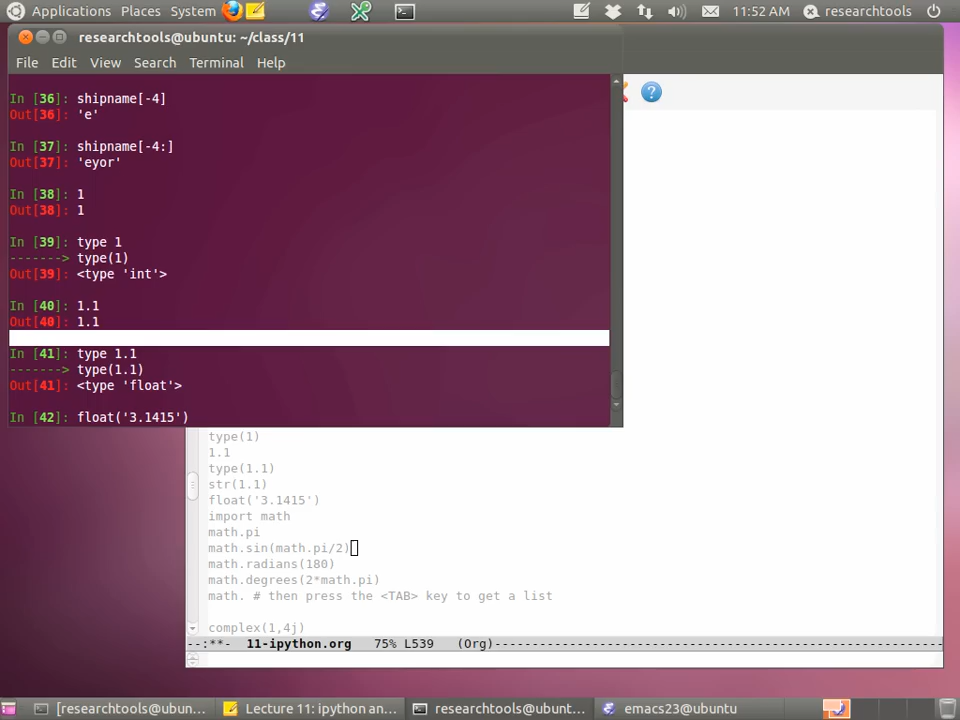 Applications Places System 11:52 AM researchtools
researchtools@ubuntu: ~/class/11
File Edit View Search Terminal Help
In [36]: shipname[-4]
Out[36]: 'e'
In [37]: shipname[-4:]
Out[37]: 'eyor'
In [38]: 1
Out[38]: 1
In [39]: type 1
-------> type(1)
Out[39]: <type 'int'>
In [40]: 1.1
Out[40]: 1.1
In [41]: type 1.1
-------> type(1.1)
Out[41]: <type 'float'>
In [42]: float('3.1415')
type(1)
1.1
type(1.1)
str(1.1)
float('3.1415')
import math
math.pi
math.sin(math.pi/2)
math.radians(180)
math.degrees(2*math.pi)
math. # then press the <TAB> key to get a list
complex(1,4j)
--:**- 11-ipython.org 75% L539 (Org)--------------------------------------------------------------
[researchtools@ubun... Lecture 11: ipython an... researchtools@ubunt... emacs23@ubuntu